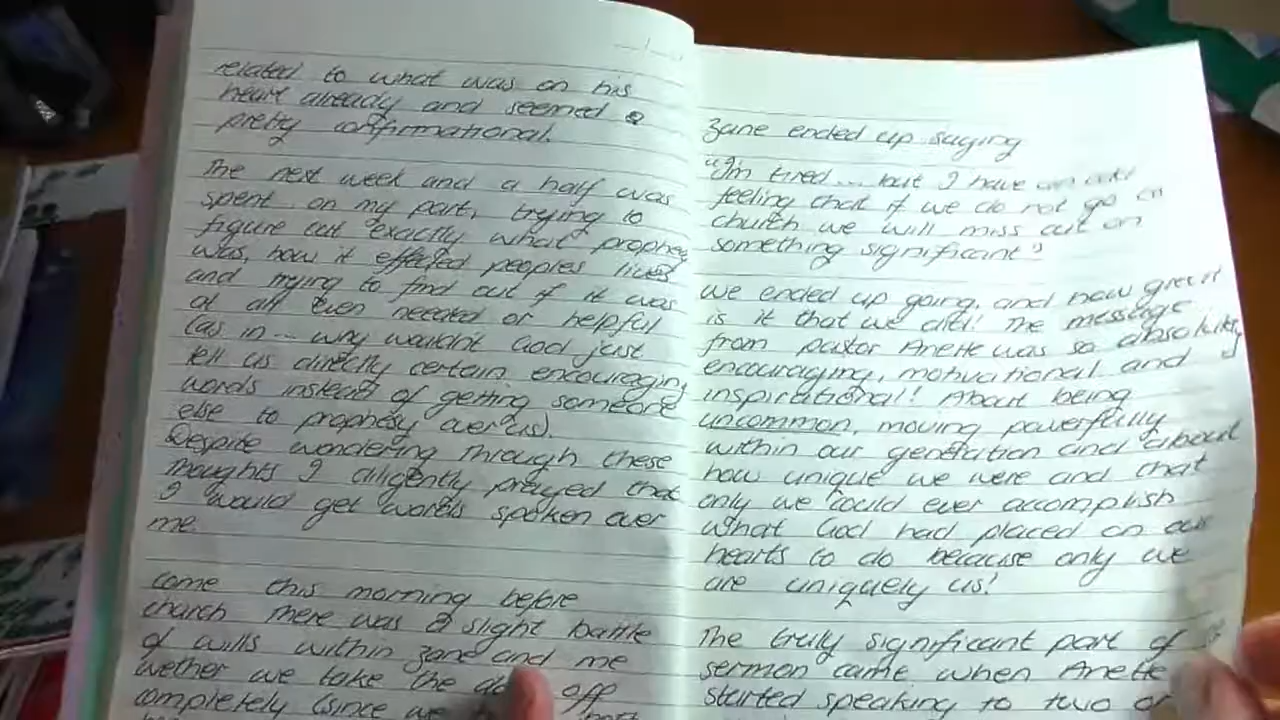 related to what was on his
heart already and seemed
pretty confirmational.
The next week and a half was
spent on my part, trying to
figure out exactly what prophecy
was, how it effected peoples lives
and trying to find out if it was
at all even needed or helpful
(as in... why wouldn't God just
tell us directly certain encouraging
words instead of getting someone
else to prophesy over us).
Despite wondering through these
thoughts I diligently prayed that
I would get words spoken over
me.
Come this morning before
church there was a slight battle
of wills within Zane and me
wether we take the day off
completely (since we
Zane ended up saying
"I'm tired... but I have an odd
feeling that if we do not go on
church we will miss out on
something significant"
We ended up going, and how great
is it that we did! The message
from pastor Anette was so absolutely
encouraging, motivational and
inspirational! About being
uncommon, moving powerfully
within our generation and about
how unique we were and that
only we could ever accomplish
what God had placed on our
hearts to do because only we
are uniquely us!
The truly significant part of
sermon came when Anette
started speaking to two or